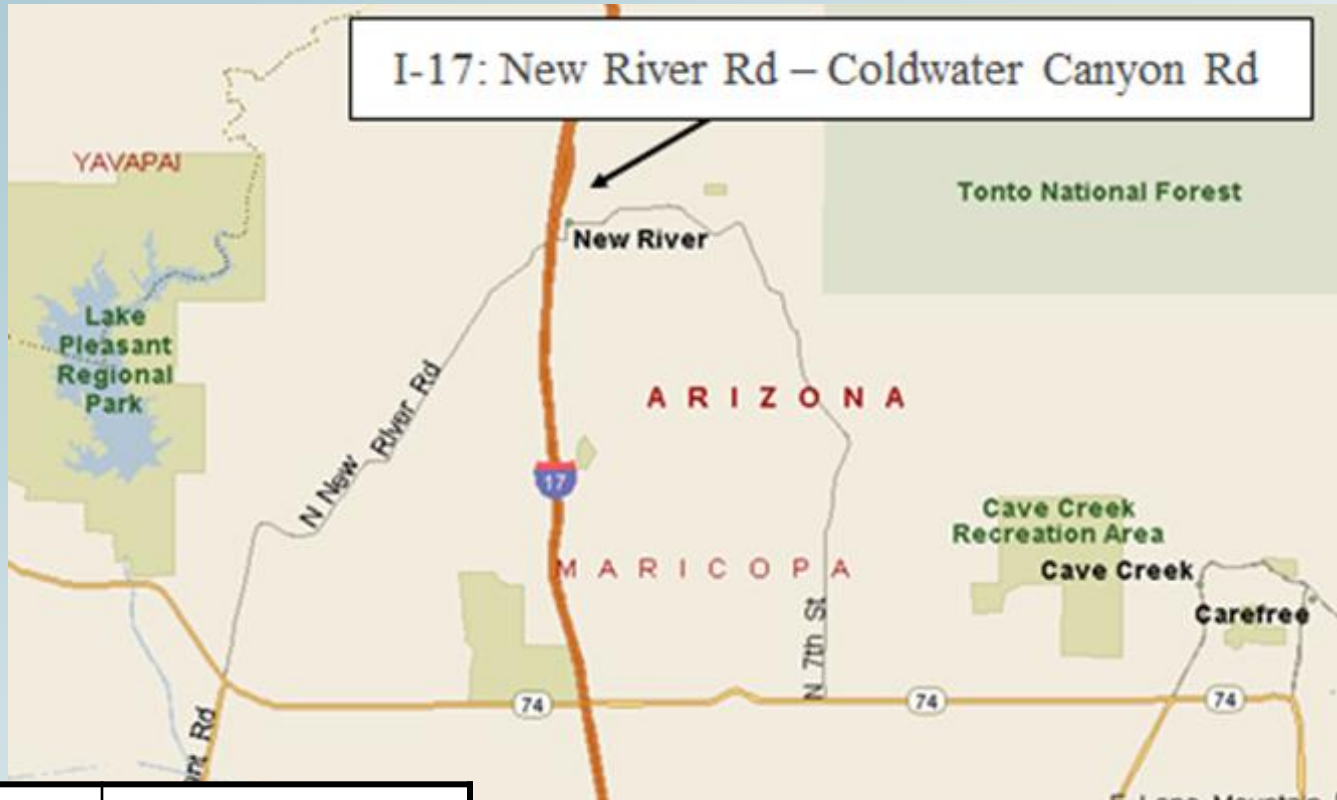 I-17: New River Rd – Coldwater Canyon Rd
YAVAPAI
Tonto National Forest
New River
Lake
Pleasant
Regional
Park
N New River Rd
ARIZONA
17
Cave Creek
Recreation Area
MARICOPA
Cave Creek
Carefree
N 7th St
74
74
74
Rd